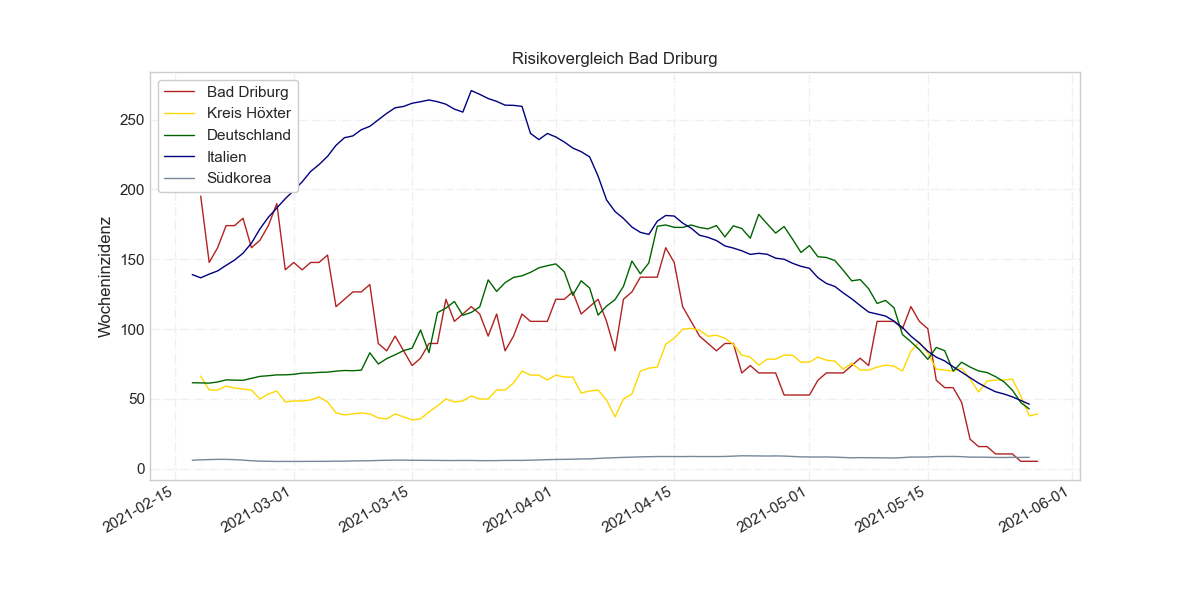 Risikovergleich Bad Driburg
Bad Driburg
Kreis Höxter
Deutschland
Italien
Südkorea
Wocheninzidenz
250
200
150
100
50
0
2021-02-15
2021-03-01
2021-03-15
2021-04-01
2021-04-15
2021-05-01
2021-05-15
2021-06-01